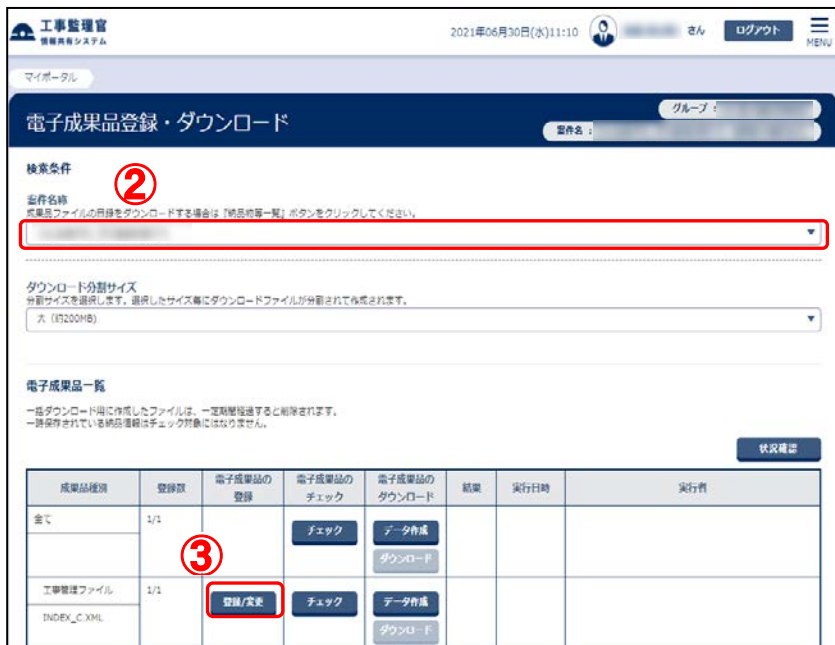 工事監理官
情報共有システム
2021年06月30日(水)11:10
さん
ログアウト
MENU
マイポータル
電子成果品登録・ダウンロード
グループ：
案件名：
検索条件
②
案件名称
成果品ファイルの目録をダウンロードする場合は『納品物等一覧』ボタンをクリックしてください。
ダウンロード分割サイズ
分割サイズを選択します。選択したサイズ毎にダウンロードファイルが分割されて作成されます。
大（約200MB）
電子成果品一覧
一括ダウンロード用に作成したファイルは、一定期間経過すると削除されます。
一時保存されている納品情報はチェック対象にはなりません。
状況確認
成果品種別 登録数 電子成果品の登録 電子成果品のチェック 電子成果品のダウンロード 結果 実行日時 実行者
全て 1/1 チェック データ作成
ダウンロード
③
工事管理ファイル 1/1 登録/変更 チェック データ作成
INDEX_C.XML ダウンロード